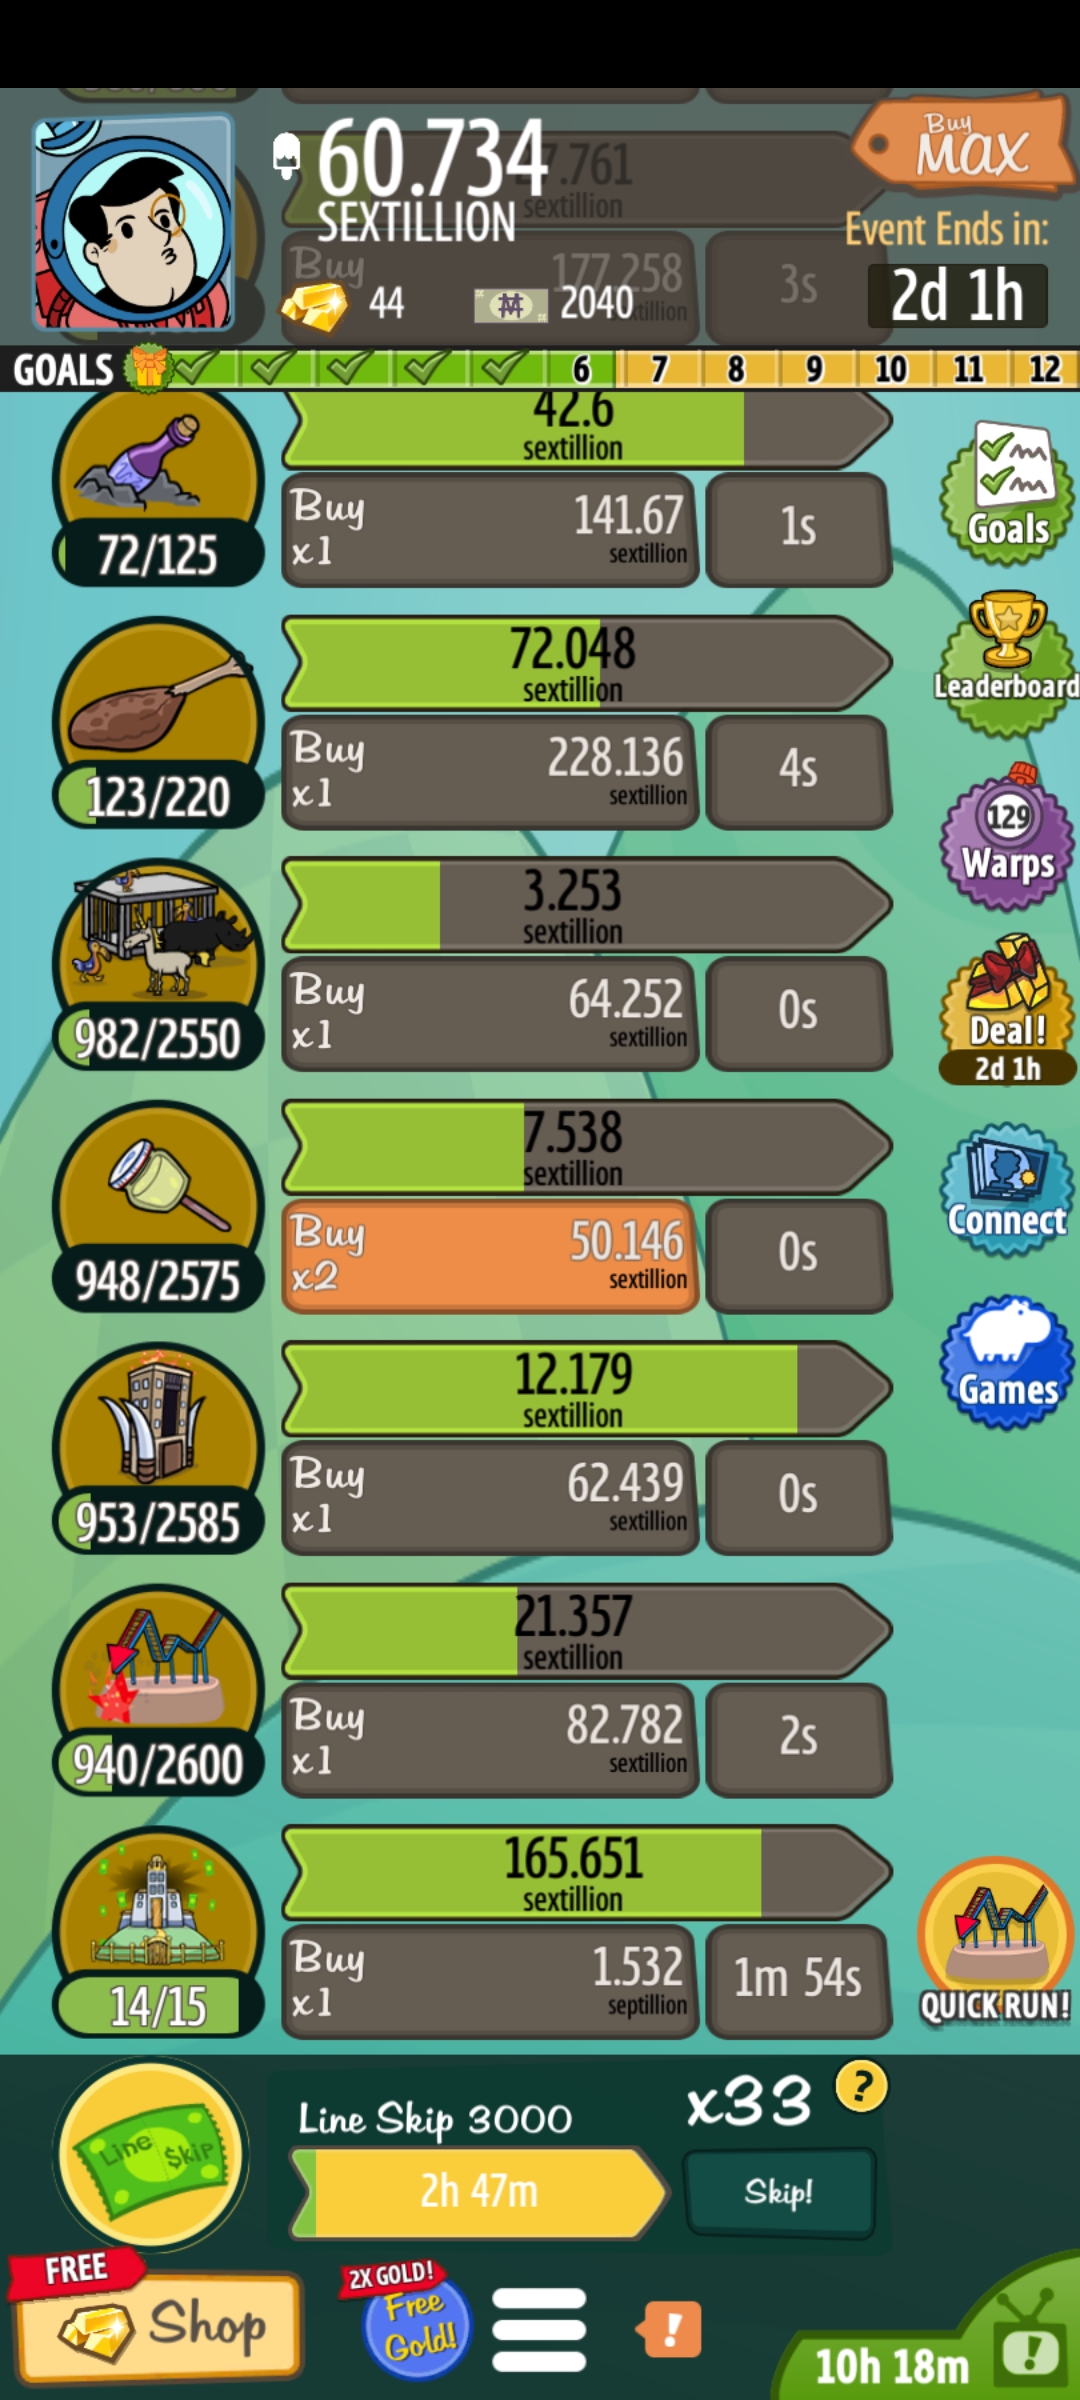 60.734
SEXTILLION
7.761
sextillion
Buy
MAX
Event Ends in:
2d 1h
Buy
177.258
3s
44
2040
GOALS
6
7
8
9
10
11
12
42.6
sextillion
Buy
x1
141.67
sextillion
1s
72/125
Goals
72.048
sextillion
Buy
x1
228.136
sextillion
4s
123/220
Leaderboard
3.253
sextillion
Buy
x1
64.252
sextillion
0s
982/2550
129
Warps
Deal!
2d 1h
7.538
sextillion
Buy
x2
50.146
sextillion
0s
948/2575
Connect
12.179
sextillion
Buy
x1
62.439
sextillion
0s
953/2585
Games
21.357
sextillion
Buy
x1
82.782
sextillion
2s
940/2600
165.651
sextillion
Buy
x1
1.532
septillion
1m 54s
14/15
QUICK RUN!
Line $kip
Line Skip 3000
x33
?
2h 47m
Skip!
FREE
Shop
2X GOLD!
Free
Gold!
!
10h 18m
!